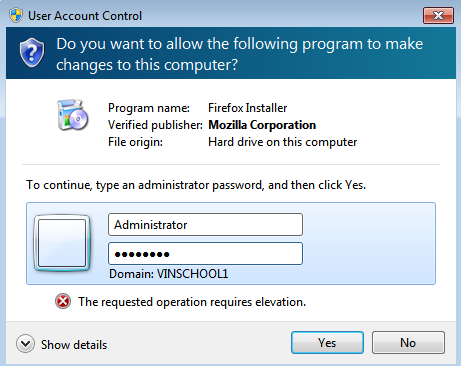 User Account Control
Do you want to allow the following program to make
changes to this computer?
Program name: Firefox Installer
Verified publisher: Mozilla Corporation
File origin: Hard drive on this computer
To continue, type an administrator password, and then click Yes.
Administrator
●●●●●●●●
Domain: VINSCHOOL1
The requested operation requires elevation.
Show details
Yes
No